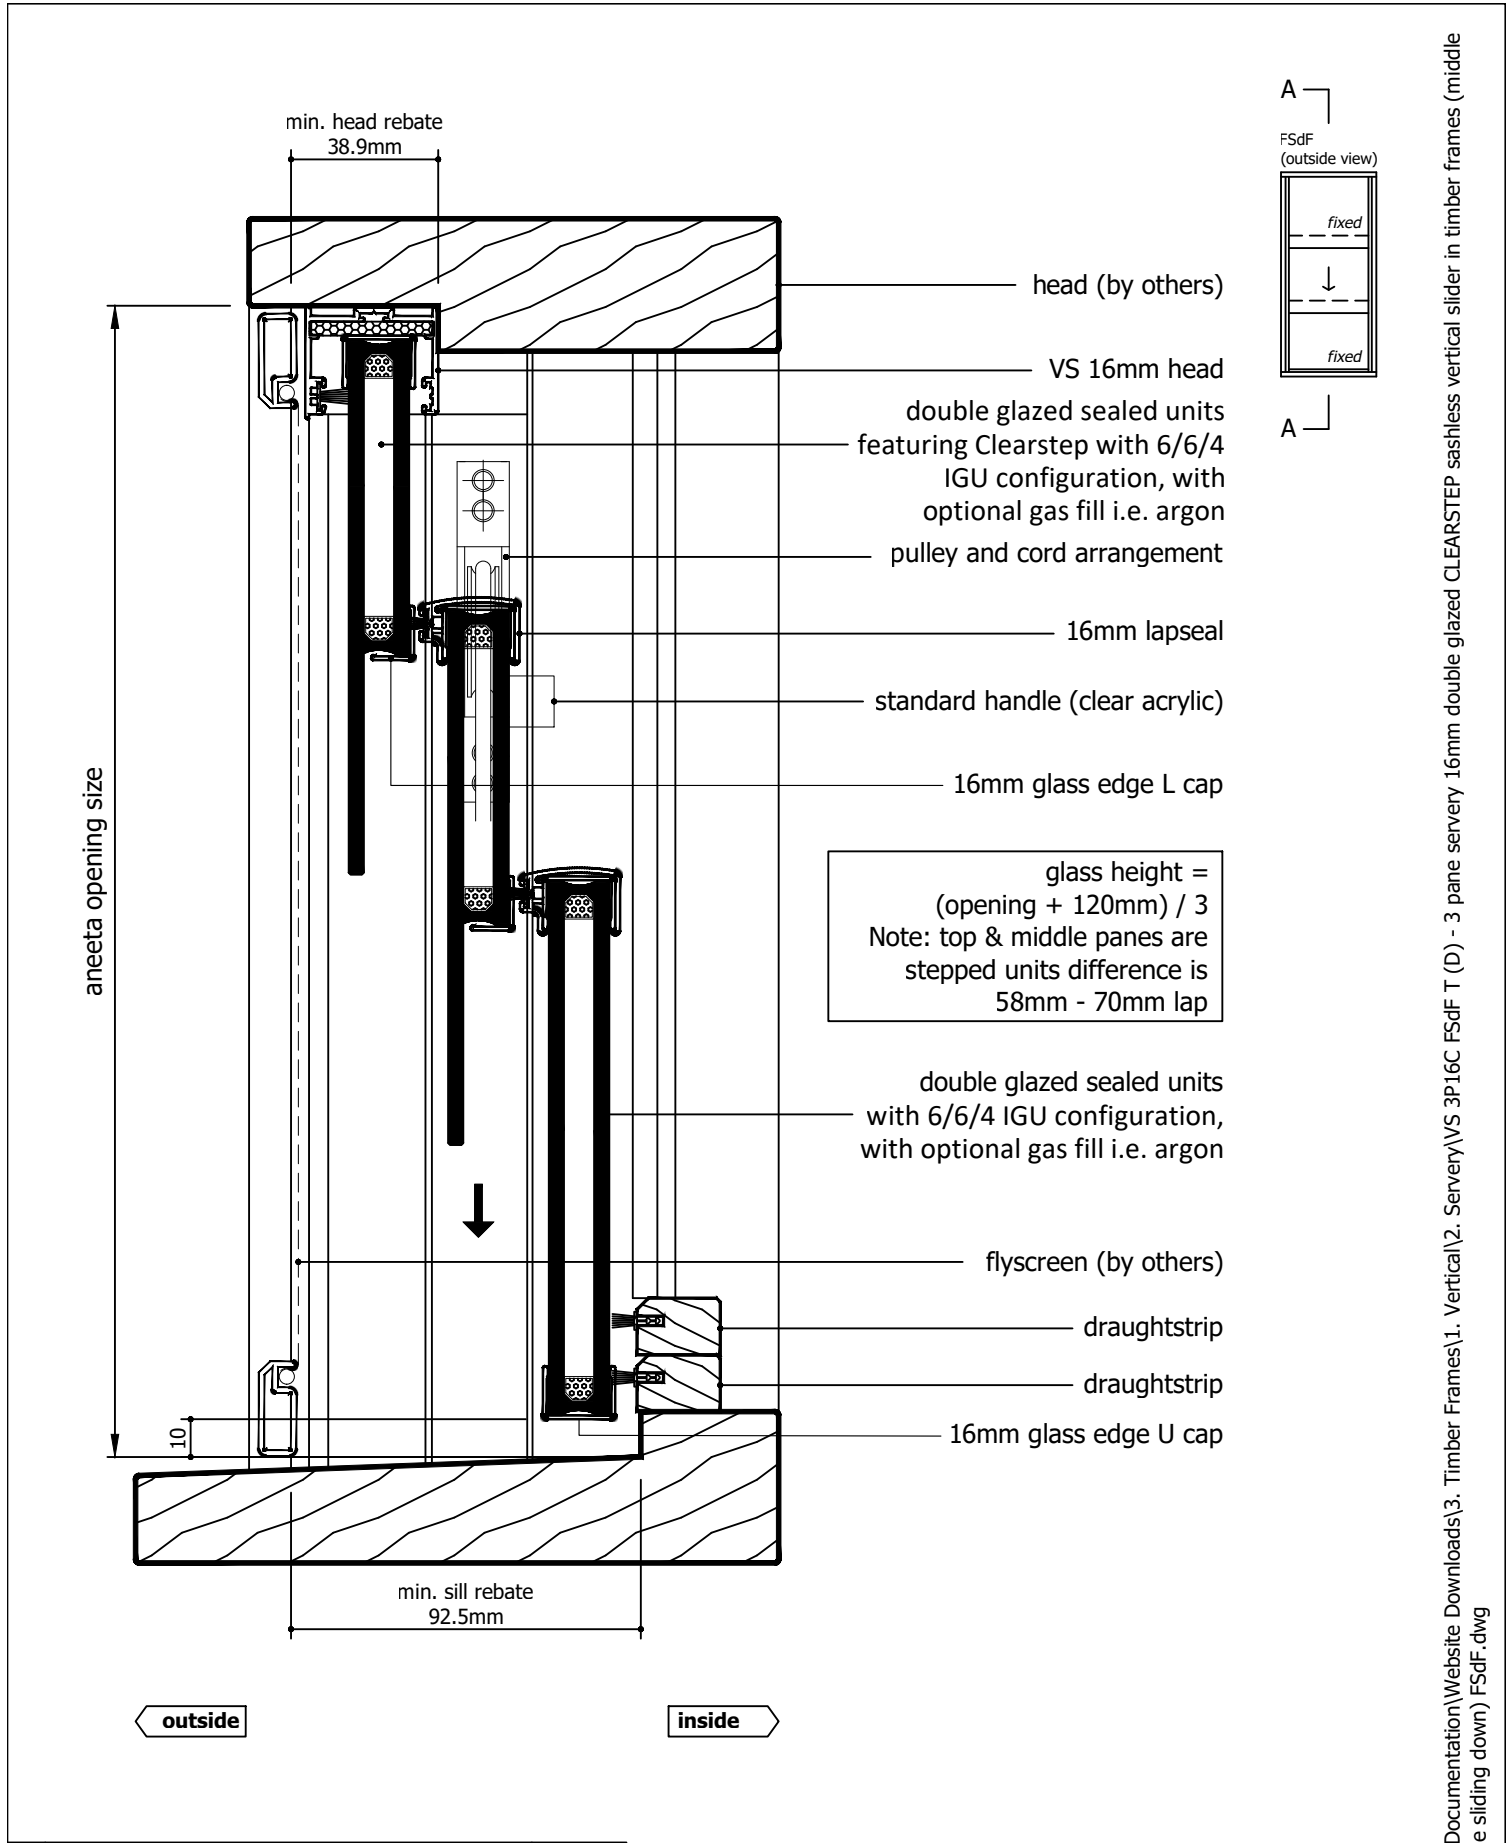 min. head rebate
38.9mm
A
FSdF
(outside view)
fixed
fixed
A
head (by others)
VS 16mm head
double glazed sealed units
featuring Clearstep with 6/6/4
IGU configuration, with
optional gas fill i.e. argon
pulley and cord arrangement
16mm lapseal
standard handle (clear acrylic)
16mm glass edge L cap
aneeta opening size
glass height =
(opening + 120mm) / 3
Note: top & middle panes are
stepped units difference is
58mm - 70mm lap
double glazed sealed units
with 6/6/4 IGU configuration,
with optional gas fill i.e. argon
flyscreen (by others)
draughtstrip
draughtstrip
16mm glass edge U cap
10
min. sill rebate
92.5mm
outside
inside
Documentation\Website Downloads\3. Timber Frames\1. Vertical\2. Servery\VS 3P16C FSdF T (D) - 3 pane servery 16mm double glazed CLEARSTEP sashless vertical slider in timber frames (middle
e sliding down) FSdF.dwg